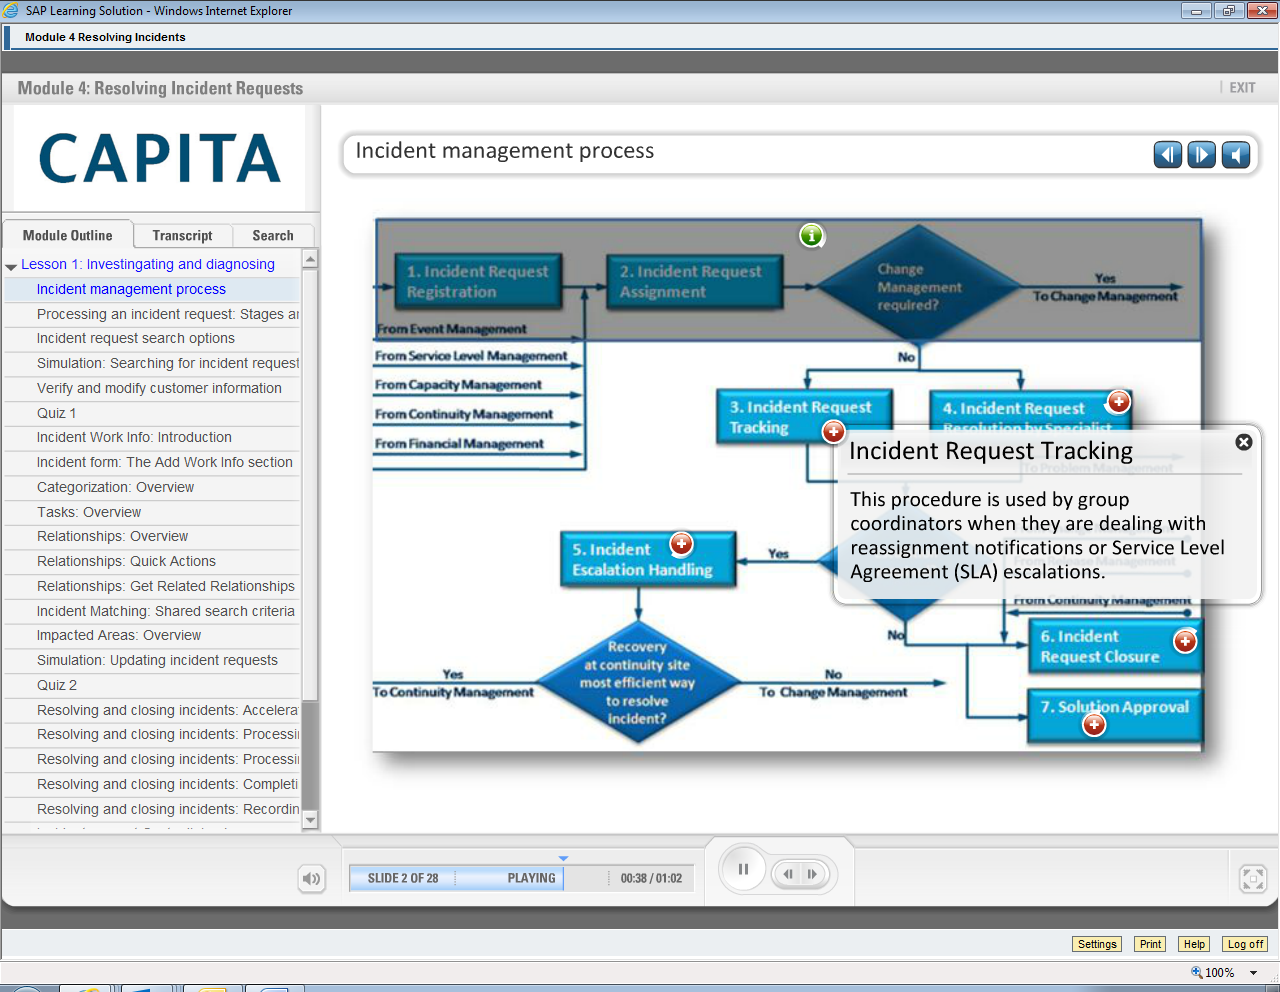 SAP Learning Solution - Windows Internet Explorer
Module 4 Resolving Incidents
Module 4: Resolving Incident Requests
EXIT
CAPITA
Incident management process
Module Outline
Transcript
Search
Lesson 1: Investingating and diagnosing
Incident management process
Processing an incident request: Stages ar
Incident request search options
Simulation: Searching for incident request
Verify and modify customer information
Quiz 1
Incident Work Info: Introduction
Incident form: The Add Work Info section
Categorization: Overview
Tasks: Overview
Relationships: Overview
Relationships: Quick Actions
Relationships: Get Related Relationships
Incident Matching: Shared search criteria
Impacted Areas: Overview
Simulation: Updating incident requests
Quiz 2
Resolving and closing incidents: Accelera
Resolving and closing incidents: Processi
Resolving and closing incidents: Processi
Resolving and closing incidents: Completi
Resolving and closing incidents: Recordin
1. Incident Request
Registration
2. Incident Request
Assignment
Change
Management
required?
Yes
To Change Management
From Event Management
From Service Level Management
From Capacity Management
From Continuity Management
From Financial Management
No
3. Incident Request
Tracking
4. Incident Request
Resolution by Specialist
To Problem Management
Incident Request Tracking
This procedure is used by group
coordinators when they are dealing with
reassignment notifications or Service Level
Agreement (SLA) escalations.
5. Incident
Escalation Handling
Yes
From Continuity Management
No
6. Incident
Request Closure
7. Solution Approval
Recovery
at continuity site
most efficient way
to resolve
Incident?
Yes
To Continuity Management
No
To Change Management
SLIDE 2 OF 28
PLAYING
00:38 / 01:02
Settings
Print
Help
Log off
100%